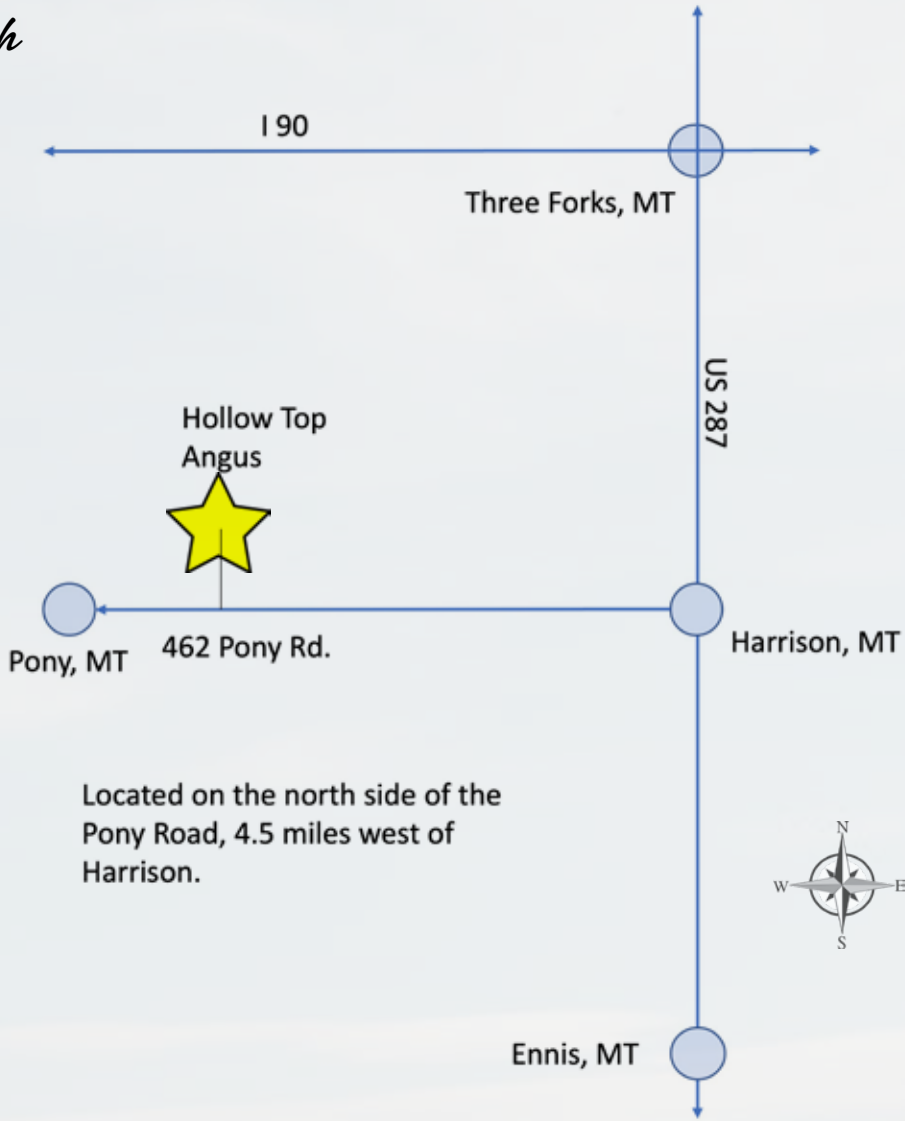 I 90
Three Forks, MT
US 287
Hollow Top
Angus
Harrison, MT
462 Pony Rd.
Pony, MT
Located on the north side of the
Pony Road, 4.5 miles west of
Harrison.
N
W
E
S
Ennis, MT